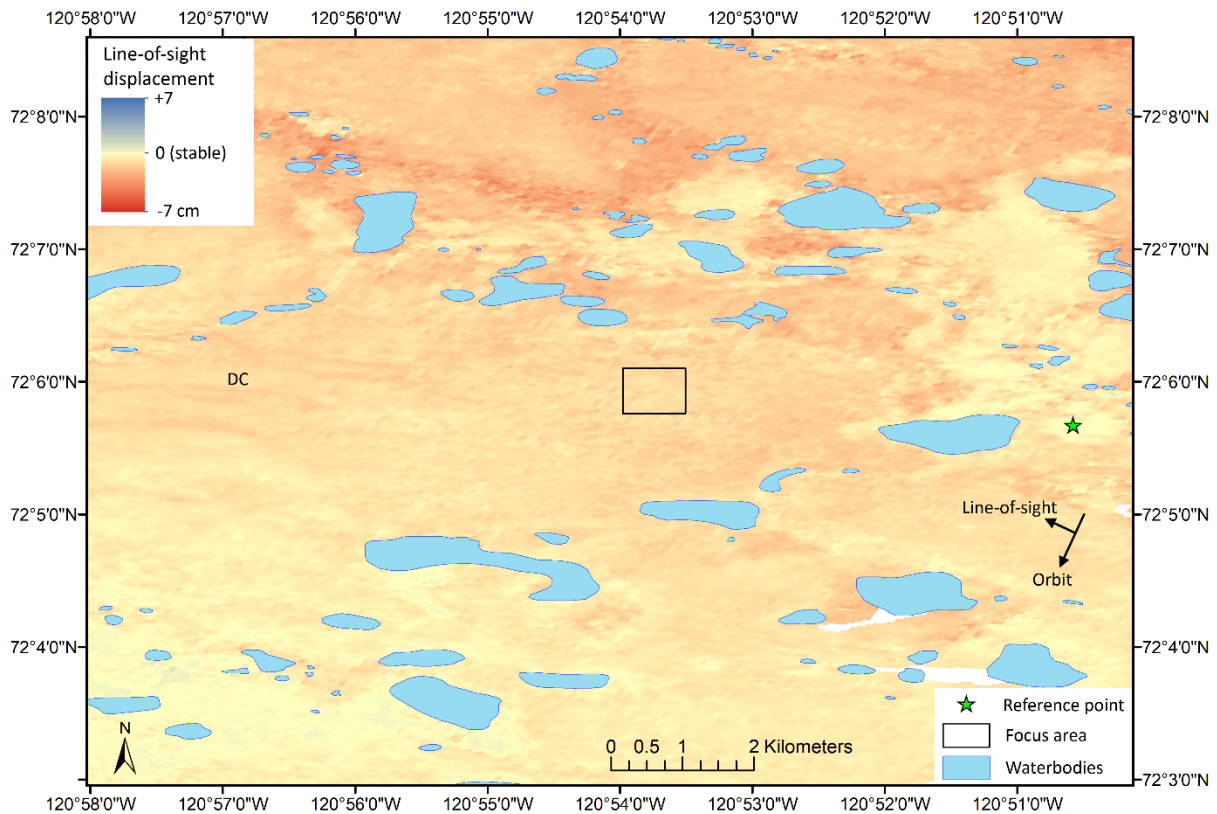 120°58'0"W 120°57'0"W 120°56'0"W 120°55'0"W 120°54'0"W 120°53'0"W 120°52'0"W 120°51'0"W
Line-of-sight
displacement
+7
0 (stable)
-7 cm
72°8'0"N 72°8'0"N
72°7'0"N 72°7'0"N
72°6'0"N 72°6'0"N
DC
72°5'0"N 72°5'0"N
Line-of-sight
Orbit
72°4'0"N 72°4'0"N
N
0 0.5 1 2 Kilometers
Reference point
Focus area
Waterbodies
72°3'0"N 72°3'0"N
120°58'0"W 120°57'0"W 120°56'0"W 120°55'0"W 120°54'0"W 120°53'0"W 120°52'0"W 120°51'0"W